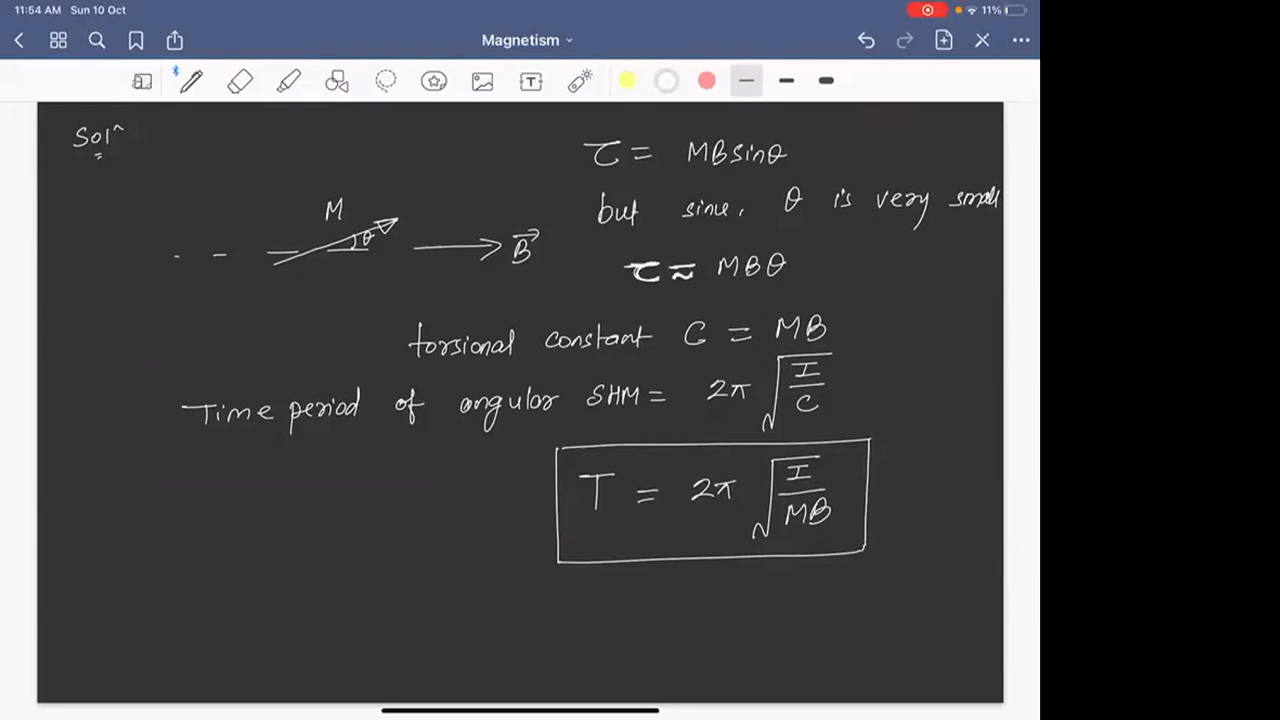 11:54 AM Sun 10 Oct
11%
Magnetism
Solⁿ
τ = MBsinθ
but since, θ is very small
M
θ
B⃗
τ ≈ MBθ
torsional constant C = MB
Time period of angular SHM = 2π √(I/C)
T = 2π √(I/MB)